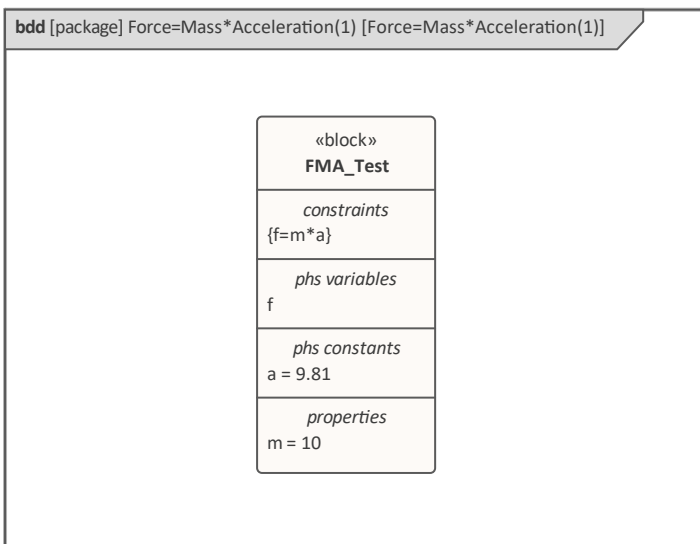 bdd [package] Force=Mass*Acceleration(1) [Force=Mass*Acceleration(1)]
«block»
FMA_Test
constraints
{f=m*a}
phs variables
f
phs constants
a = 9.81
properties
m = 10